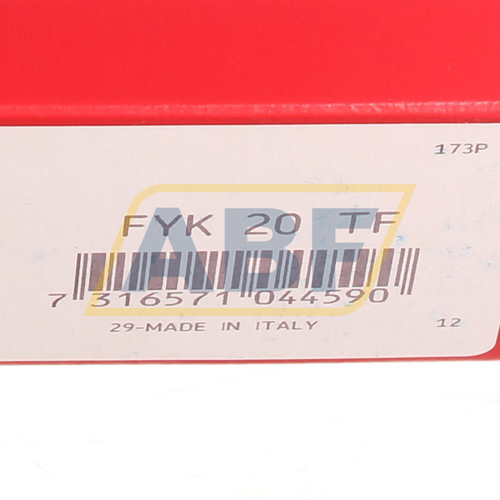 173P
FYK 20 TF
ABF
7 316571 044590
29-MADE IN ITALY
12